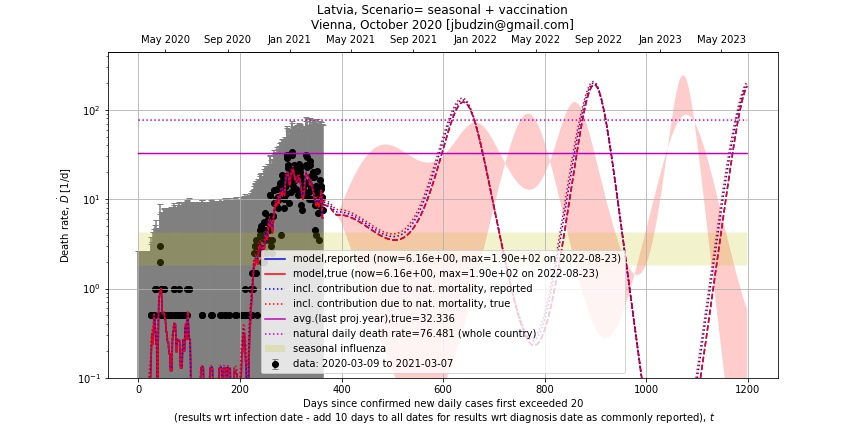 Latvia, Scenario= seasonal + vaccination
Vienna, October 2020 [jbudzin@gmail.com]
May 2020 Sep 2020 Jan 2021 May 2021 Sep 2021 Jan 2022 May 2022 Sep 2022 Jan 2023 May 2023
Death rate, D [1/d]
10²
10¹
10⁰
10⁻¹
model,reported (now=6.16e+00, max=1.90e+02 on 2022-08-23)
model,true (now=6.16e+00, max=1.90e+02 on 2022-08-23)
incl. contribution due to nat. mortality, reported
incl. contribution due to nat. mortality, true
avg.(last proj.year),true=32.336
natural daily death rate=76.481 (whole country)
seasonal influenza
data: 2020-03-09 to 2021-03-07
0 200 400 600 800 1000 1200
Days since confirmed new daily cases first exceeded 20
(results wrt infection date - add 10 days to all dates for results wrt diagnosis date as commonly reported), t